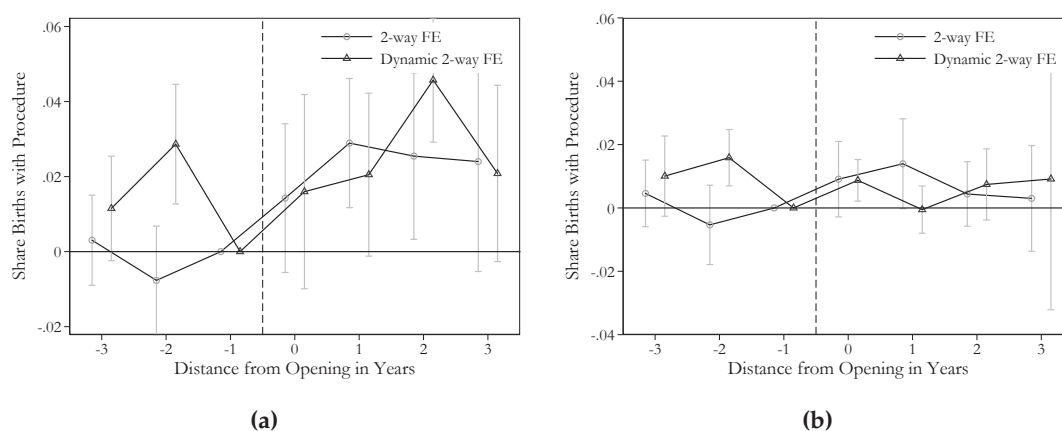 .06
.04
.02
0
-.02
Share Births with Procedure
2-way FE
Dynamic 2-way FE
-3 -2 -1 0 1 2 3
Distance from Opening in Years
(a)
.06
.04
.02
0
-.02
-.04
Share Births with Procedure
2-way FE
Dynamic 2-way FE
-3 -2 -1 0 1 2 3
Distance from Opening in Years
(b)